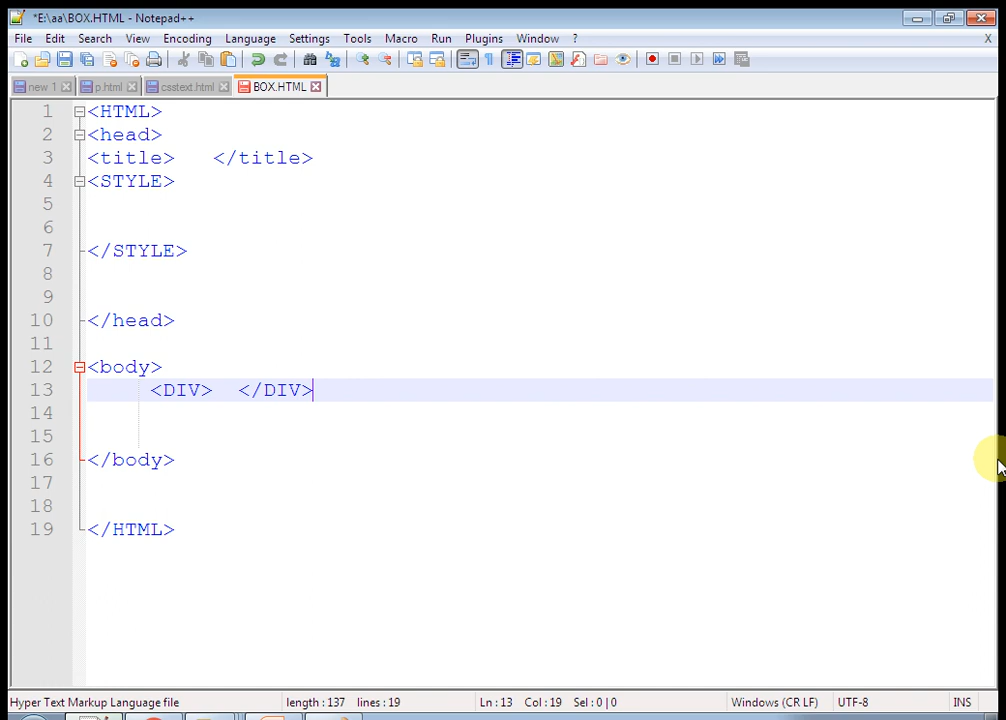 *E:\aa\BOX.HTML - Notepad++
File Edit Search View Encoding Language Settings Tools Macro Run Plugins Window ? X
new 1 p.html csstext.html BOX.HTML
1 <HTML>
2 <head>
3 <title>   </title>
4 <STYLE>
5
6
7 </STYLE>
8
9
10 </head>
11
12 <body>
13 <DIV>  </DIV>
14
15
16 </body>
17
18
19 </HTML>
Hyper Text Markup Language file length : 137 lines : 19 Ln : 13 Col : 19 Sel : 0 | 0 Windows (CR LF) UTF-8 INS